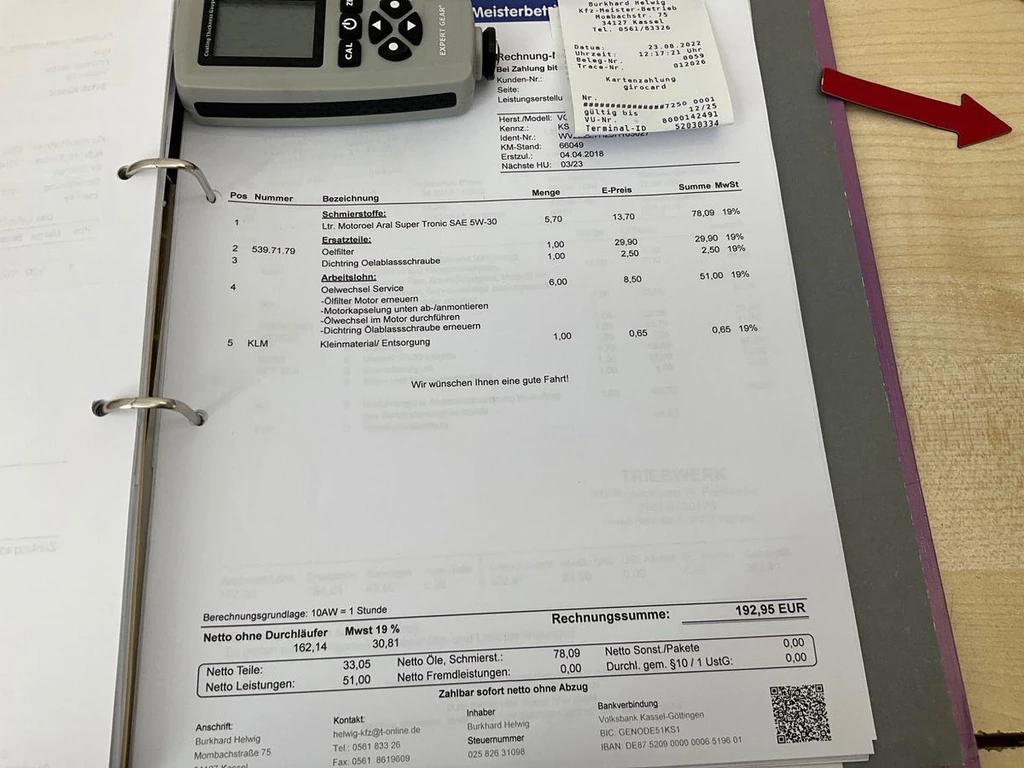 Meisterbetri
CAL
EXPERT GEAR
Burkhard Helwig
Kfz-Meister-Betrieb
Mombachstr. 75
34127 Kassel
Tel. 0561/83326
Datum: 23.08.2022
Uhrzeit: 12:17:21 Uhr
Beleg-Nr. 0059
Trace-Nr. 012026
Kartenzahlung
girocard
Nr.
##############7250 0001
gültig bis 12/25
VU-Nr. 8000142491
Terminal-ID 52030334
Rechnung-
Bei Zahlung bit
Kunden-Nr.:
Seite:
Leistungserstellu
Herst./Modell:
Kennz.: KS
Ident-Nr.:
KM-Stand: 66049
Erstzul.: 04.04.2018
Nächste HU: 03/23
Pos Nummer Bezeichnung Menge E-Preis Summe MwSt
Schmierstoffe:
1 Ltr. Motoroel Aral Super Tronic SAE 5W-30 5,70 13,70 78,09 19%
Ersatzteile:
2 539.71.79 Oelfilter 1,00 29,90 29,90 19%
3 Dichtring Oelablassschraube 1,00 2,50 2,50 19%
Arbeitslohn:
4 Oelwechsel Service 6,00 8,50 51,00 19%
-Ölfilter Motor erneuern
-Motorkapselung unten ab-/anmontieren
-Ölwechsel im Motor durchführen
-Dichtring Ölablassschraube erneuern
5 KLM Kleinmaterial/ Entsorgung 1,00 0,65 0,65 19%
Wir wünschen Ihnen eine gute Fahrt!
Berechnungsgrundlage: 10AW = 1 Stunde
Netto ohne Durchläufer Mwst 19 % Rechnungssumme: 192,95 EUR
162,14 30,81
Netto Teile: 33,05 Netto Öle, Schmierst.: 78,09 Netto Sonst./Pakete 0,00
Netto Leistungen: 51,00 Netto Fremdleistungen: 0,00 Durchl. gem. §10 / 1 UstG: 0,00
Zahlbar sofort netto ohne Abzug
Anschrift:
Burkhard Helwig
Mombachstraße 75
34127 Kassel
Kontakt:
helwig-kfz@t-online.de
Tel.: 0561 833 26
Fax: 0561 8619609
Inhaber
Burkhard Helwig
Steuernummer
025 826 31098
Bankverbindung
Volksbank Kassel-Göttingen
BIC: GENODE51KS1
IBAN: DE87 5209 0000 0006 5196 01